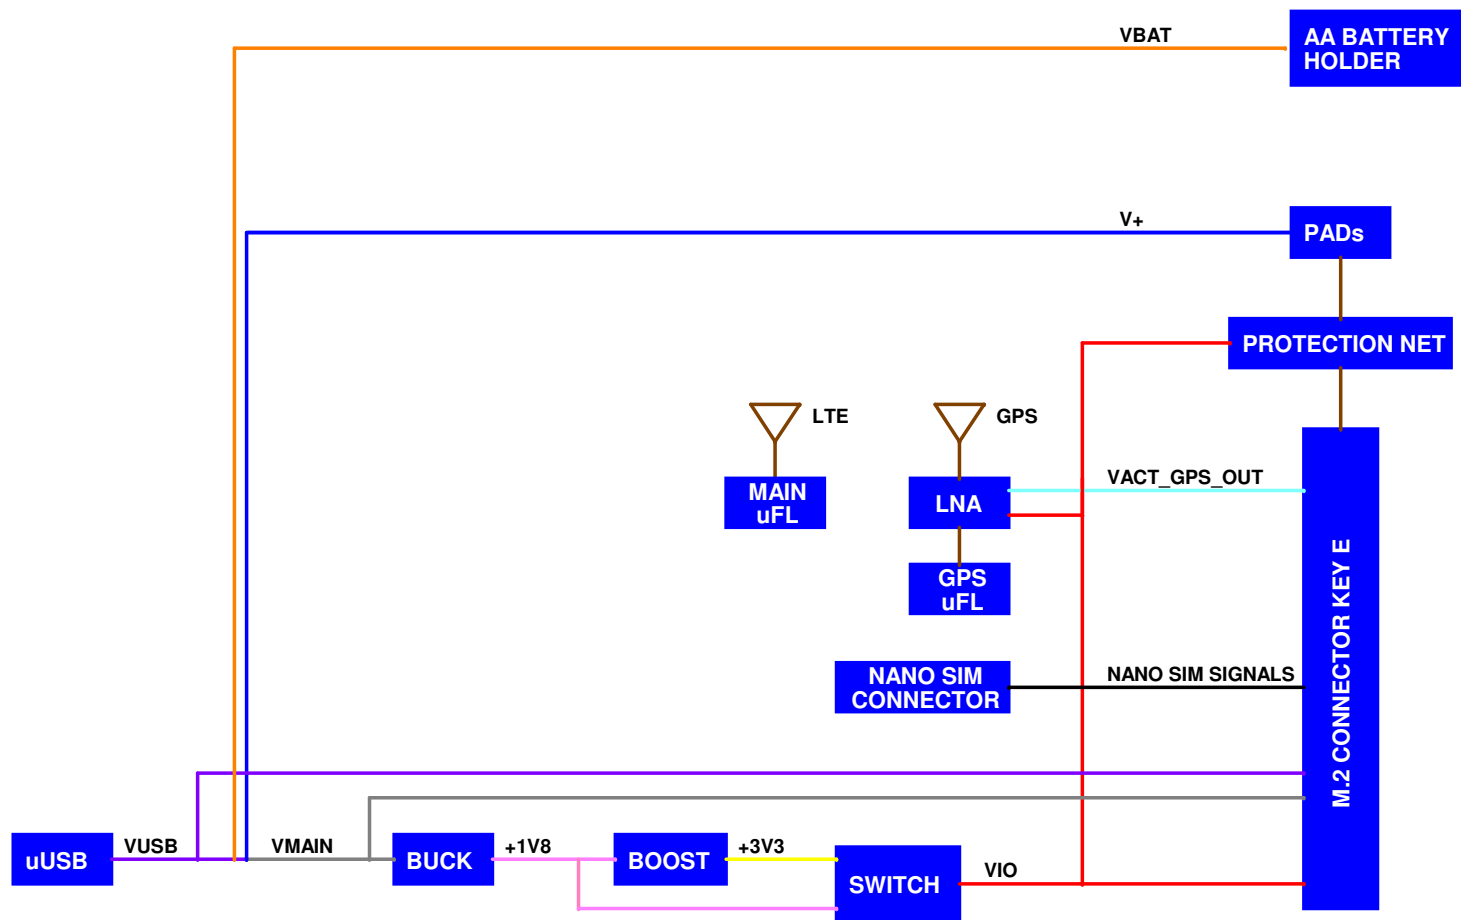 VBAT
AA BATTERY
HOLDER
V+
PADs
PROTECTION NET
LTE
GPS
MAIN
uFL
LNA
VACT_GPS_OUT
GPS
uFL
NANO SIM
CONNECTOR
NANO SIM SIGNALS
M.2 CONNECTOR KEY E
uUSB
VUSB
VMAIN
BUCK
+1V8
BOOST
+3V3
SWITCH
VIO